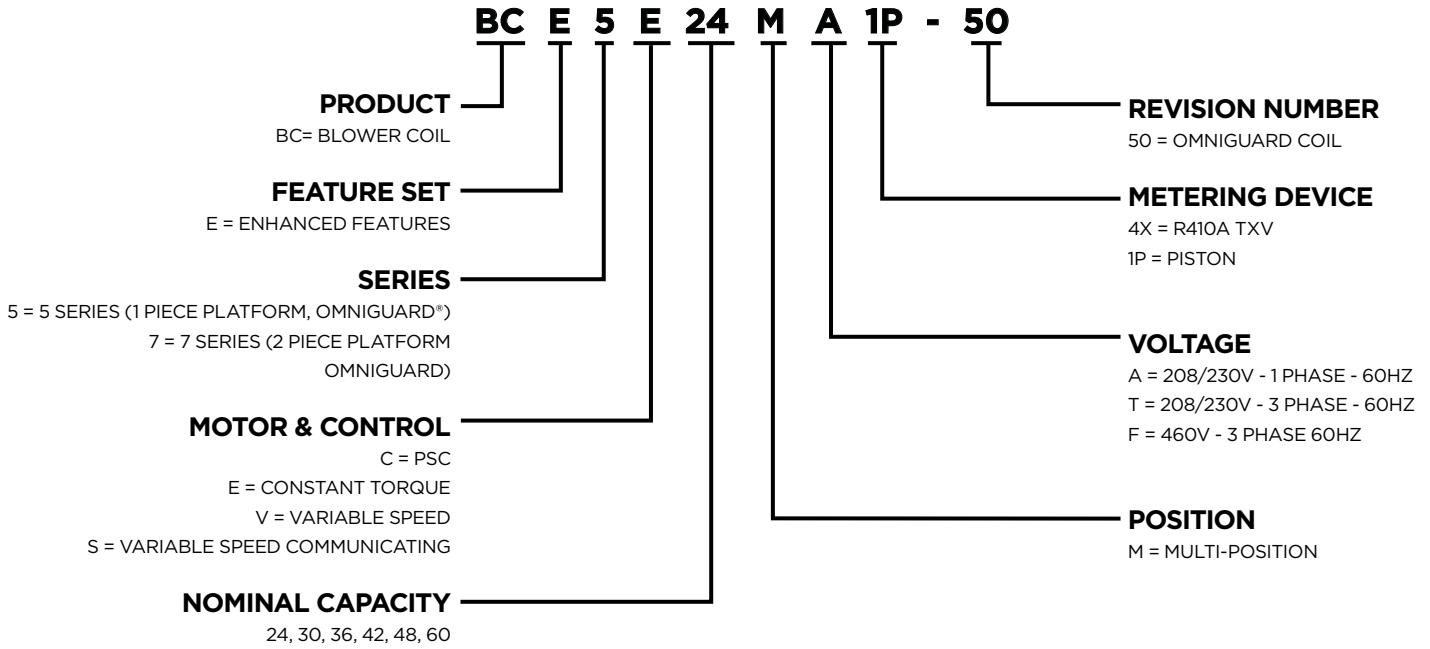 BC E 5 E 24 M A 1P - 50
PRODUCT
BC= BLOWER COIL
FEATURE SET
E = ENHANCED FEATURES
SERIES
5 = 5 SERIES (1 PIECE PLATFORM, OMNIGUARD®)
7 = 7 SERIES (2 PIECE PLATFORM
OMNIGUARD)
MOTOR & CONTROL
C = PSC
E = CONSTANT TORQUE
V = VARIABLE SPEED
S = VARIABLE SPEED COMMUNICATING
NOMINAL CAPACITY
24, 30, 36, 42, 48, 60
REVISION NUMBER
50 = OMNIGUARD COIL
METERING DEVICE
4X = R410A TXV
1P = PISTON
VOLTAGE
A = 208/230V - 1 PHASE - 60HZ
T = 208/230V - 3 PHASE - 60HZ
F = 460V - 3 PHASE 60HZ
POSITION
M = MULTI-POSITION